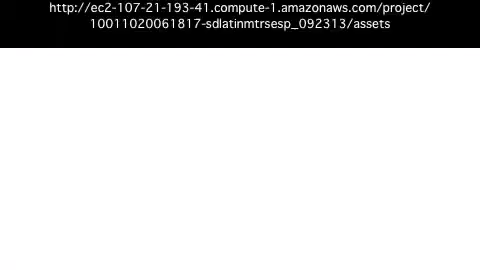 http://ec2-107-21-193-41.compute-1.amazonaws.com/project/
10011020061817-sdlatinmtrsesp_092313/assets